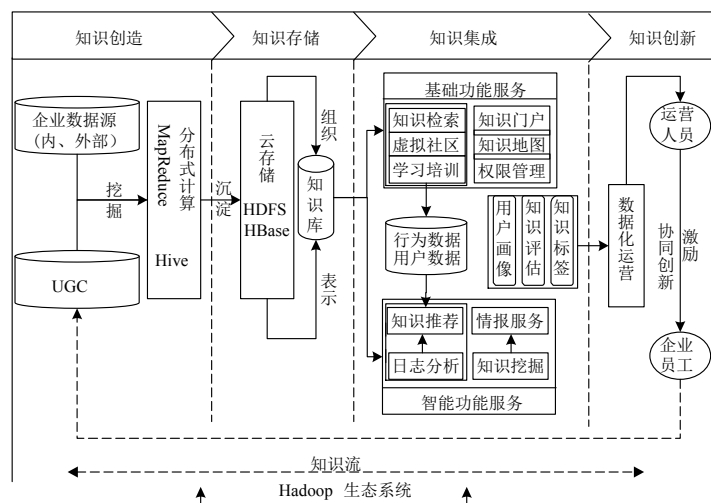 知识创造
知识存储
知识集成
知识创新
企业数据源
(内、外部)
挖掘
UGC
分布式计算
MapReduce
Hive
沉淀
云存储
HDFS
HBase
组织
知识库
表示
基础功能服务
知识检索
虚拟社区
学习培训
知识门户
知识地图
权限管理
行为数据
用户数据
用户画像
知识评估
知识标签
知识推荐
日志分析
情报服务
知识挖掘
智能功能服务
数据化运营
运营
人员
协同创新
激励
企业
员工
知识流
Hadoop 生态系统